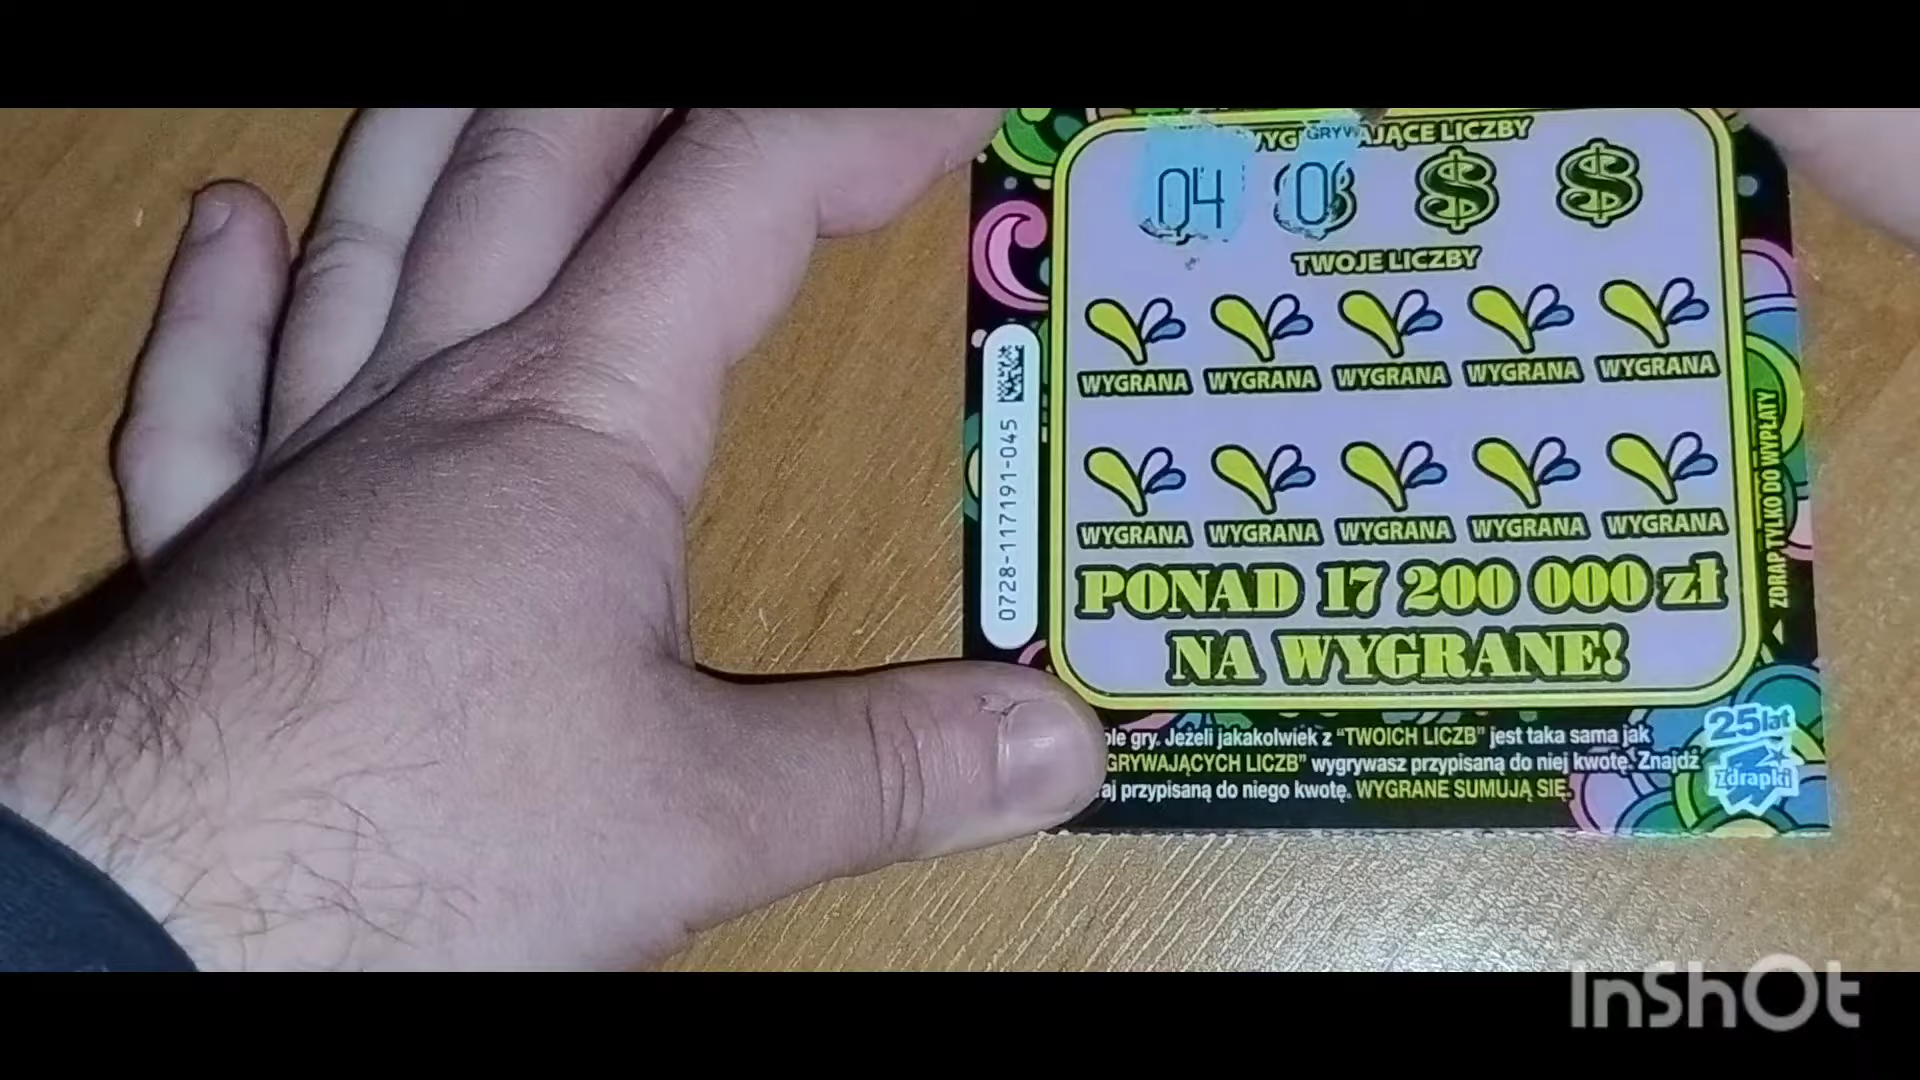 WYGRYWAJĄCE LICZBY
04 0 $ $
TWOJE LICZBY
WYGRANA WYGRANA WYGRANA WYGRANA WYGRANA
WYGRANA WYGRANA WYGRANA WYGRANA WYGRANA
PONAD 17 200 000 zł
NA WYGRANE!
0728-117191-045
ZDRAP TYLKO DO WYPŁATY
gry. Jeżeli jakakolwiek z "TWOICH LICZB" jest taka sama jak
GRYWAJĄCYCH LICZB" wygrywasz przypisaną do niej kwotę. Znajdź
przypisaną do niego kwotę. WYGRANE SUMUJĄ SIĘ.
25 lat
Zdrapki
InShOt